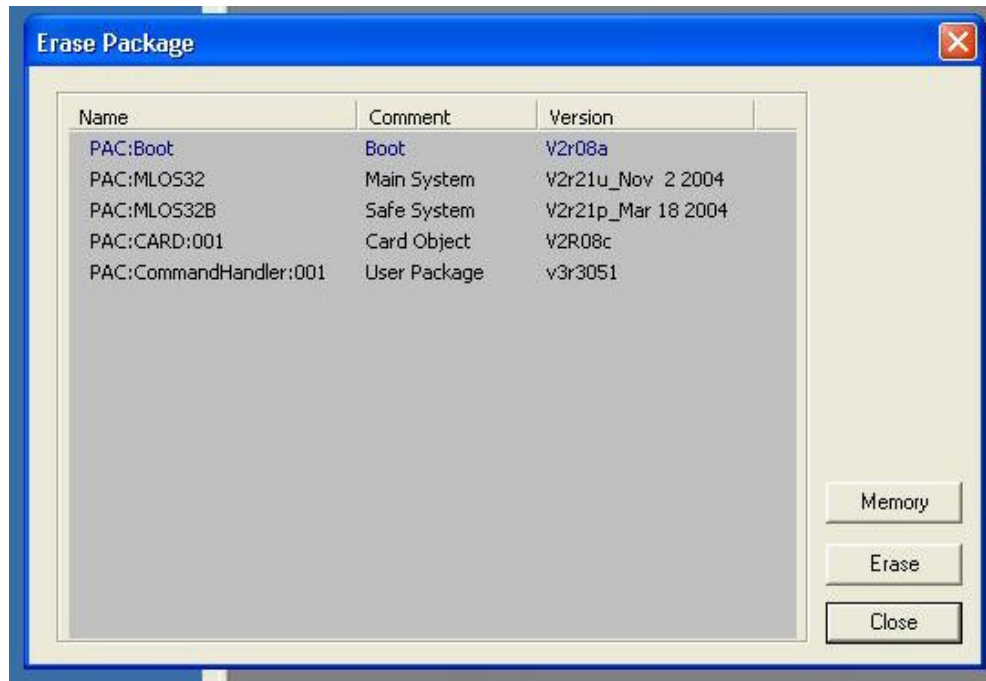 Erase Package
Name Comment Version
PAC:Boot Boot V2r08a
PAC:MLOS32 Main System V2r21u_Nov  2 2004
PAC:MLOS32B Safe System V2r21p_Mar 18 2004
PAC:CARD:001 Card Object V2R08c
PAC:CommandHandler:001 User Package v3r3051
Memory
Erase
Close